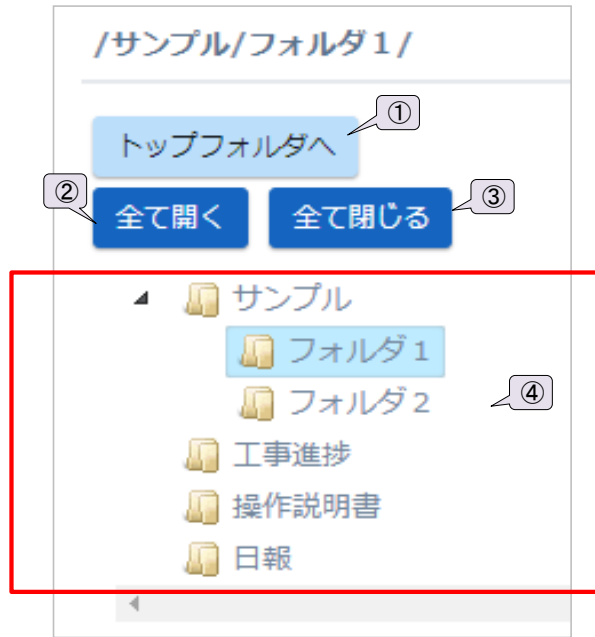 /サンプル/フォルダ１/
①
トップフォルダへ
②
全て開く
全て閉じる
③
サンプル
フォルダ１
フォルダ２
④
工事進捗
操作説明書
日報